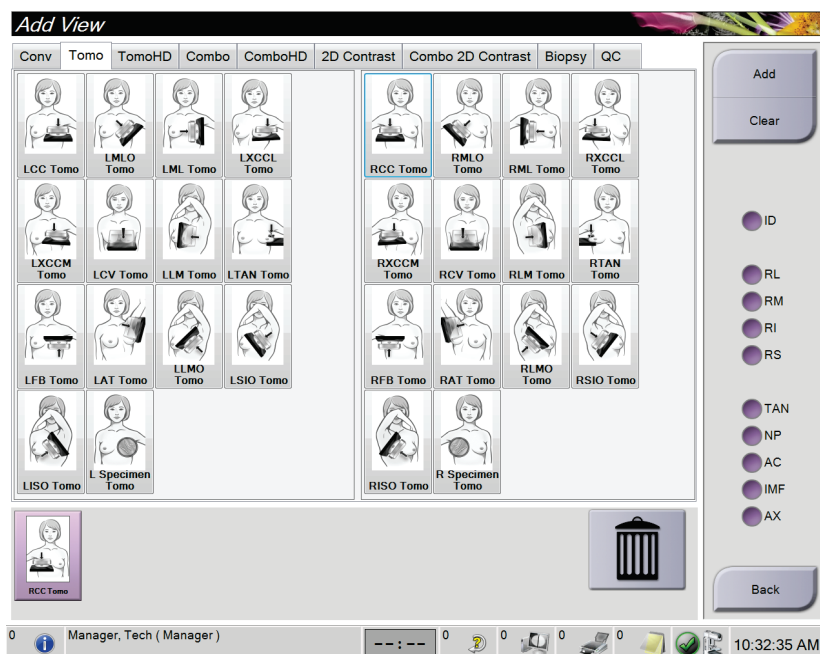 Add View
Conv Tomo TomoHD Combo ComboHD 2D Contrast Combo 2D Contrast Biopsy QC
LCC Tomo
LMLO
Tomo
LML Tomo
LXCCL
Tomo
RCC Tomo
RMLO
Tomo
RML Tomo
RXCCL
Tomo
LXCCM
Tomo
LCV Tomo
LLM Tomo
LTAN Tomo
RXCCM
Tomo
RCV Tomo
RLM Tomo
RTAN
Tomo
LFB Tomo
LAT Tomo
LLMO
Tomo
LSIO Tomo
RFB Tomo
RAT Tomo
RLMO
Tomo
RSIO Tomo
LISO Tomo
L Specimen
Tomo
RISO Tomo
R Specimen
Tomo
Add
Clear
ID
RL
RM
RI
RS
TAN
NP
AC
IMF
AX
Back
RCC Tomo
0 Manager, Tech ( Manager ) --:-- 0 0 0 0 10:32:35 AM